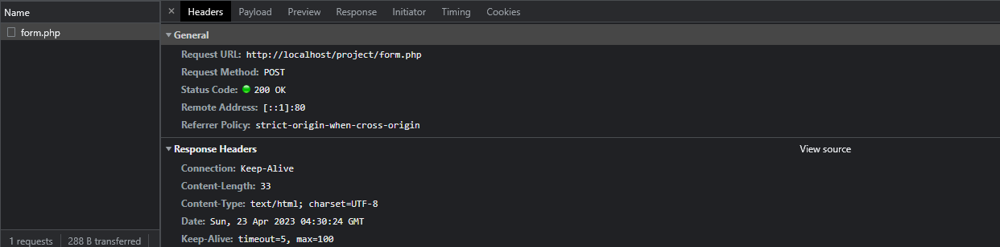 Name
× Headers Payload Preview Response Initiator Timing Cookies
form.php
General
Request URL: http://localhost/project/form.php
Request Method: POST
Status Code: 200 OK
Remote Address: [::1]:80
Referrer Policy: strict-origin-when-cross-origin
Response Headers View source
Connection: Keep-Alive
Content-Length: 33
Content-Type: text/html; charset=UTF-8
Date: Sun, 23 Apr 2023 04:30:24 GMT
Keep-Alive: timeout=5, max=100
1 requests 288 B transferred